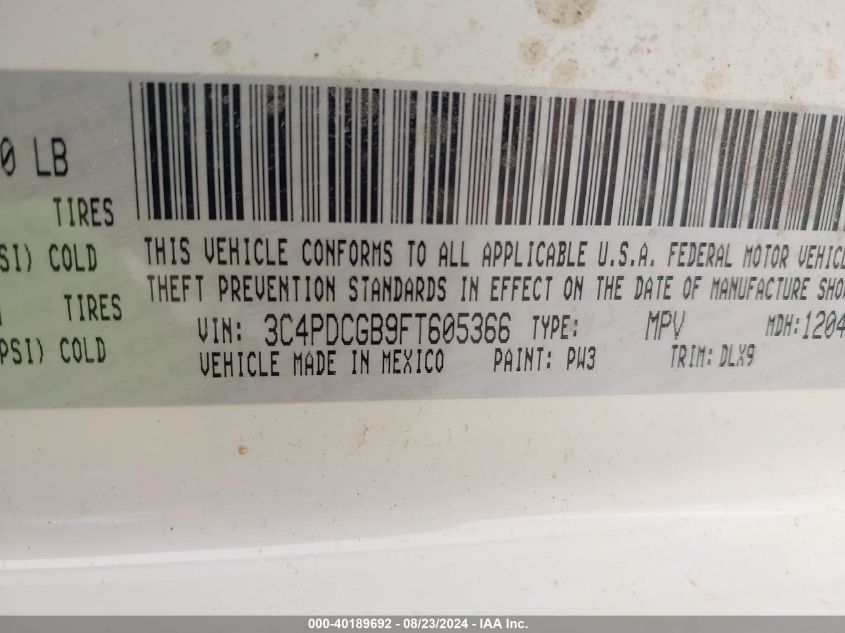 0 LB
TIRES
SI) COLD
TIRES
PSI) COLD
THIS VEHICLE CONFORMS TO ALL APPLICABLE U.S.A. FEDERAL MOTOR VEHICL
THEFT PREVENTION STANDARDS IN EFFECT ON THE DATE OF MANUFACTURE SHO
VIN: 3C4PDCGB9FT605366 TYPE: MPV MDH:1204
VEHICLE MADE IN MEXICO PAINT: PW3 TRIM: DLX9
000-40189692 - 08/23/2024 - IAA Inc.